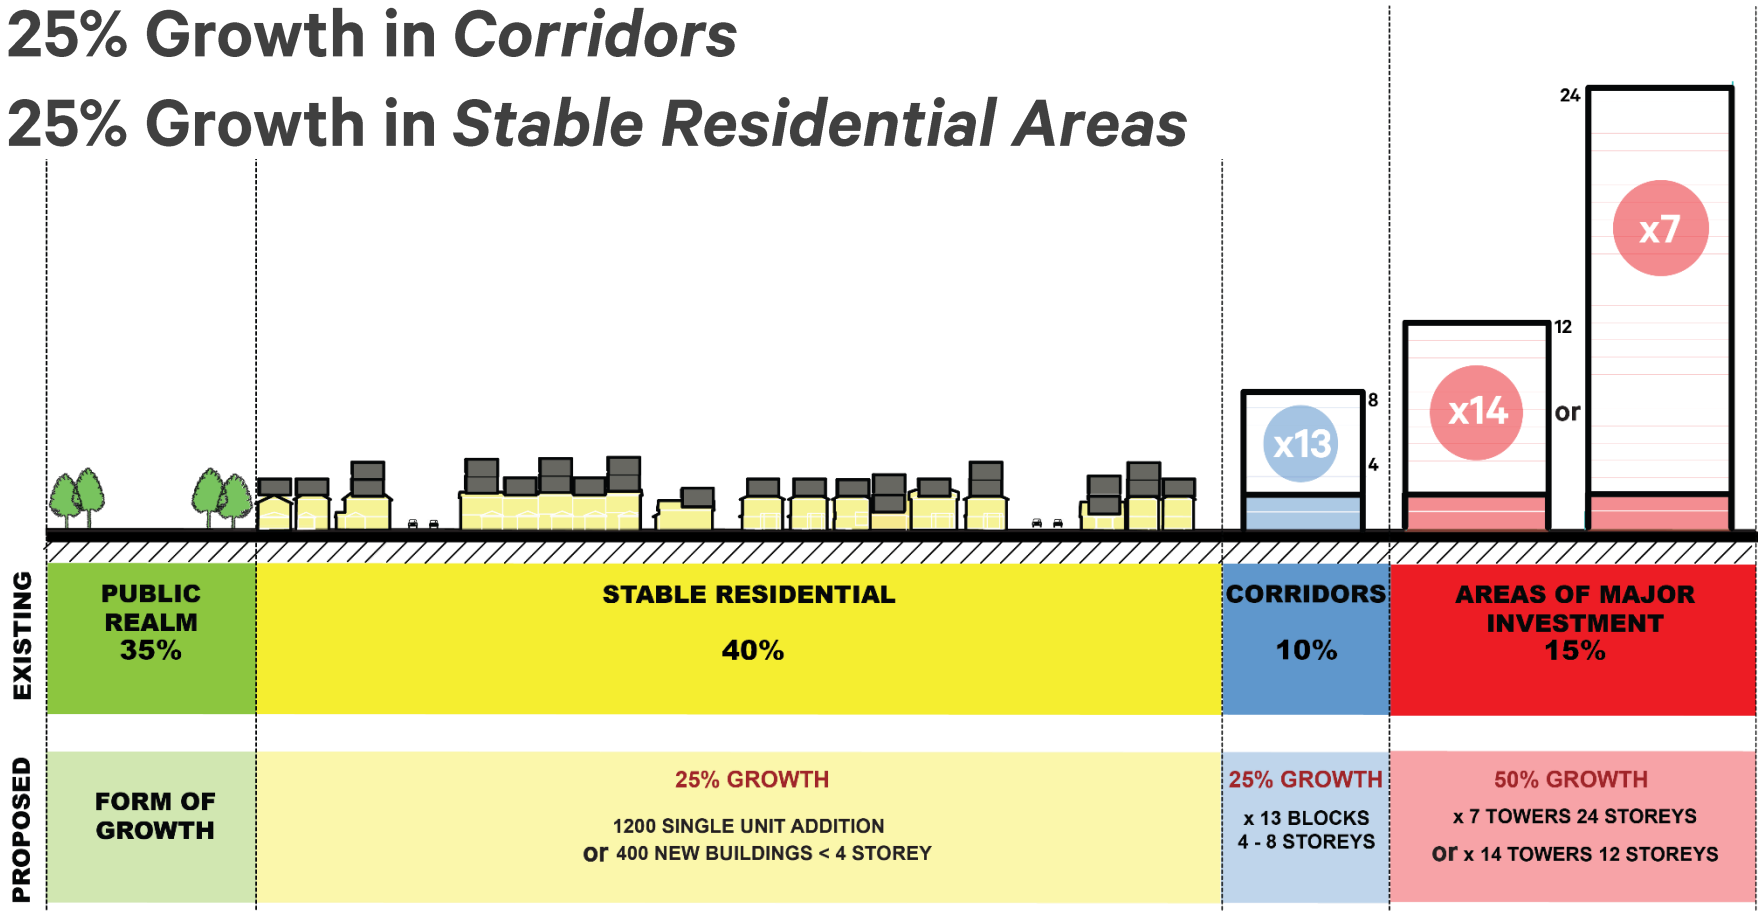 25% Growth in Corridors
25% Growth in Stable Residential Areas
24
x7
12
x14
or
8
x13
4
EXISTING
PUBLIC
REALM
35%
STABLE RESIDENTIAL
40%
CORRIDORS
10%
AREAS OF MAJOR
INVESTMENT
15%
PROPOSED
FORM OF
GROWTH
25% GROWTH
1200 SINGLE UNIT ADDITION
or 400 NEW BUILDINGS < 4 STOREY
25% GROWTH
x 13 BLOCKS
4 - 8 STOREYS
50% GROWTH
x 7 TOWERS 24 STOREYS
or x 14 TOWERS 12 STOREYS